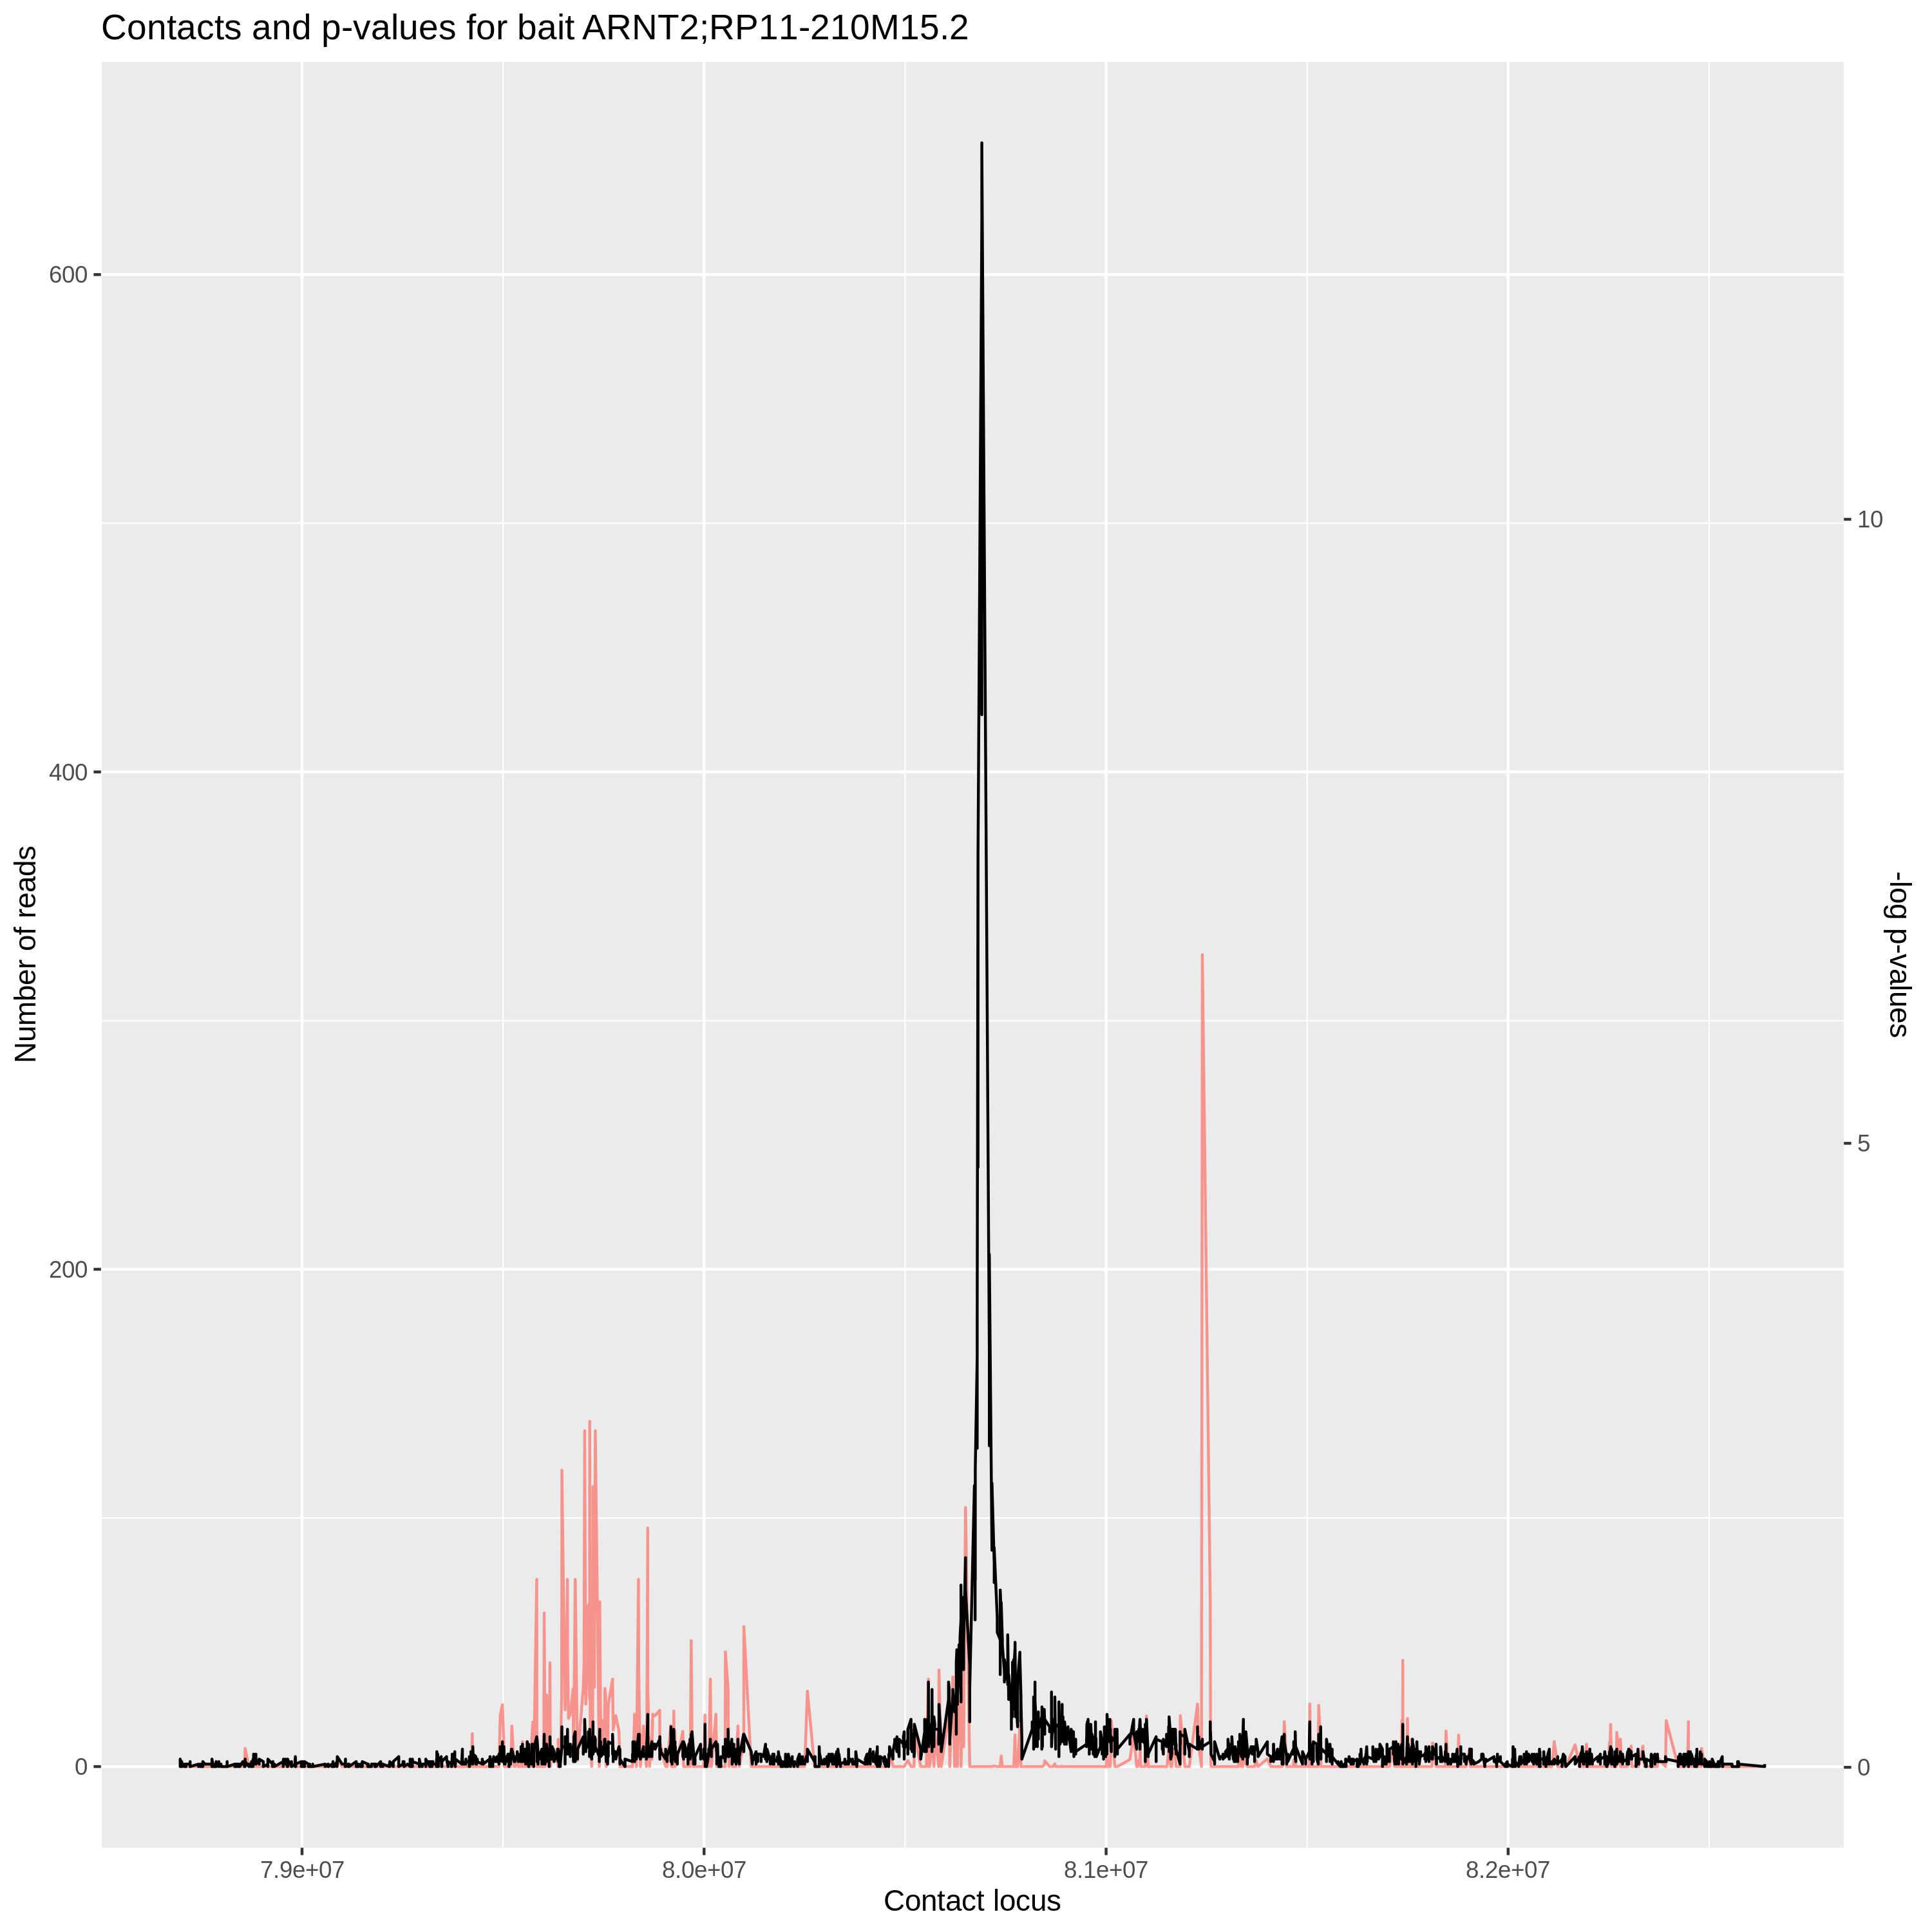 Contacts and p-values for bait ARNT2;RP11-210M15.2
600
400
200
0
Number of reads
10
5
0
-log p-values
7.9e+07
8.0e+07
8.1e+07
8.2e+07
Contact locus